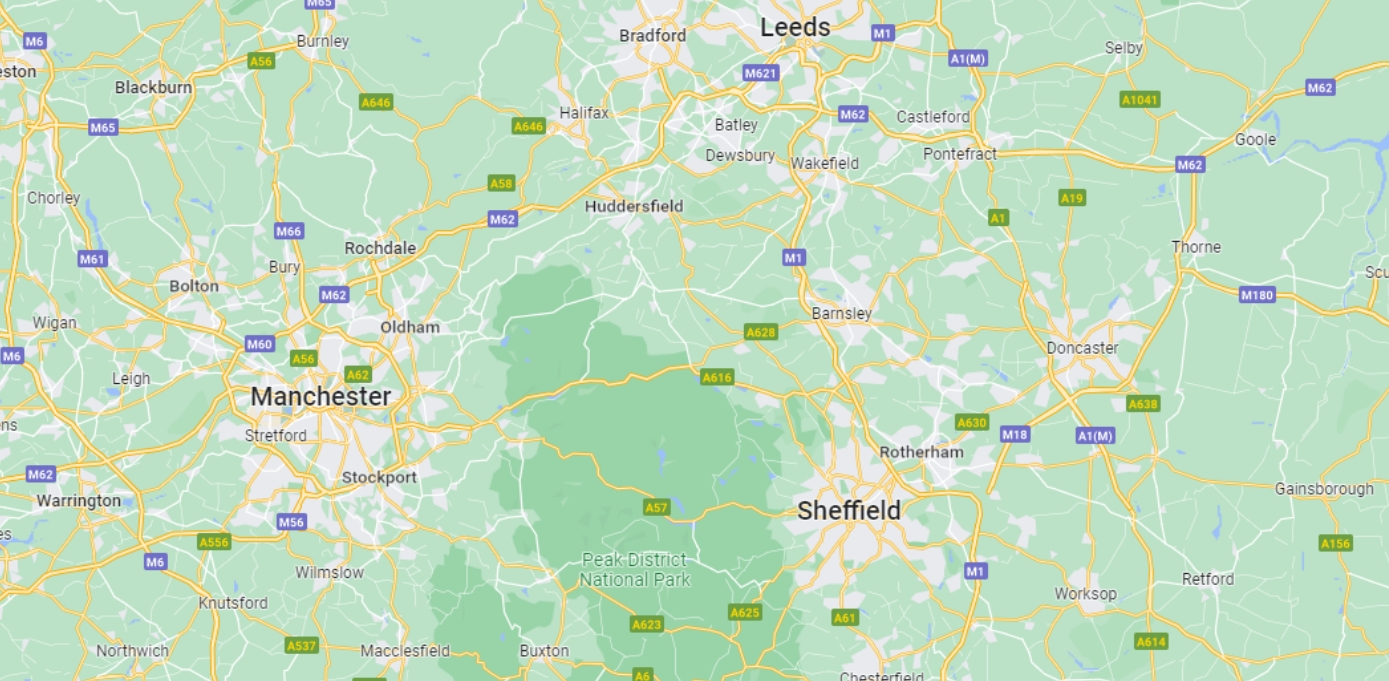 M65
M6
Burnley
Bradford
Leeds
M1
Selby
A56
A1(M)
eston
M621
Blackburn
M62
A646
A1041
Halifax
M62
Castleford
M65
A646
Batley
Goole
Dewsbury
Wakefield
Pontefract
M62
A58
Chorley
A19
Huddersfield
M62
A1
M66
Rochdale
Thorne
M61
M1
Bury
Scu
Bolton
M62
M180
Barnsley
Wigan
Oldham
A628
M60
Doncaster
M6
A56
A62
Leigh
A616
Manchester
A638
ns
A630
Stretford
M18
A1(M)
Rotherham
M62
Stockport
Gainsborough
Warrington
A57
Sheffield
M56
es
A556
A156
M6
Peak District
National Park
Wilmslow
M1
Retford
Worksop
Knutsford
A625
A61
A623
A537
A614
Northwich
Macclesfield
Buxton
A6
Chesterfield